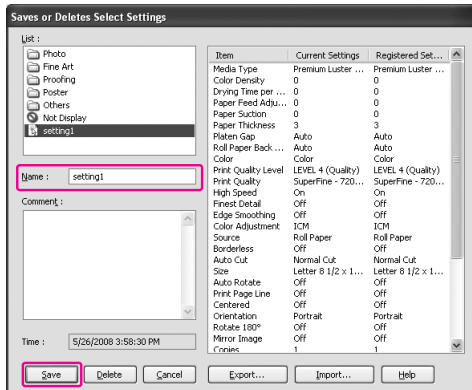 Saves or Deletes Select Settings
List :
Photo
Fine Art
Proofing
Poster
Others
Not Display
setting1
Name : setting1
Comment :
Time : 5/26/2008 3:58:30 PM
Item Current Settings Registered Set...
Media Type Premium Luster ... Premium Luster ...
Color Density 0 0
Drying Time per ... 0 0
Paper Feed Adju... 0 0
Paper Suction 0 0
Paper Thickness 3 3
Platen Gap Auto Auto
Roll Paper Back ... Auto Auto
Color Color Color
Print Quality Level LEVEL 4 (Quality) LEVEL 4 (Quality)
Print Quality SuperFine - 720... SuperFine - 720...
High Speed On On
Finest Detail Off Off
Edge Smoothing Off Off
Color Adjustment ICM ICM
Source Roll Paper Roll Paper
Borderless Off Off
Auto Cut Normal Cut Normal Cut
Size Letter 8 1/2 x 1... Letter 8 1/2 x 1...
Auto Rotate Off Off
Print Page Line Off Off
Centered Off Off
Orientation Portrait Portrait
Rotate 180° Off Off
Mirror Image Off Off
Copies 1 1
Save Delete Cancel Export... Import... Help